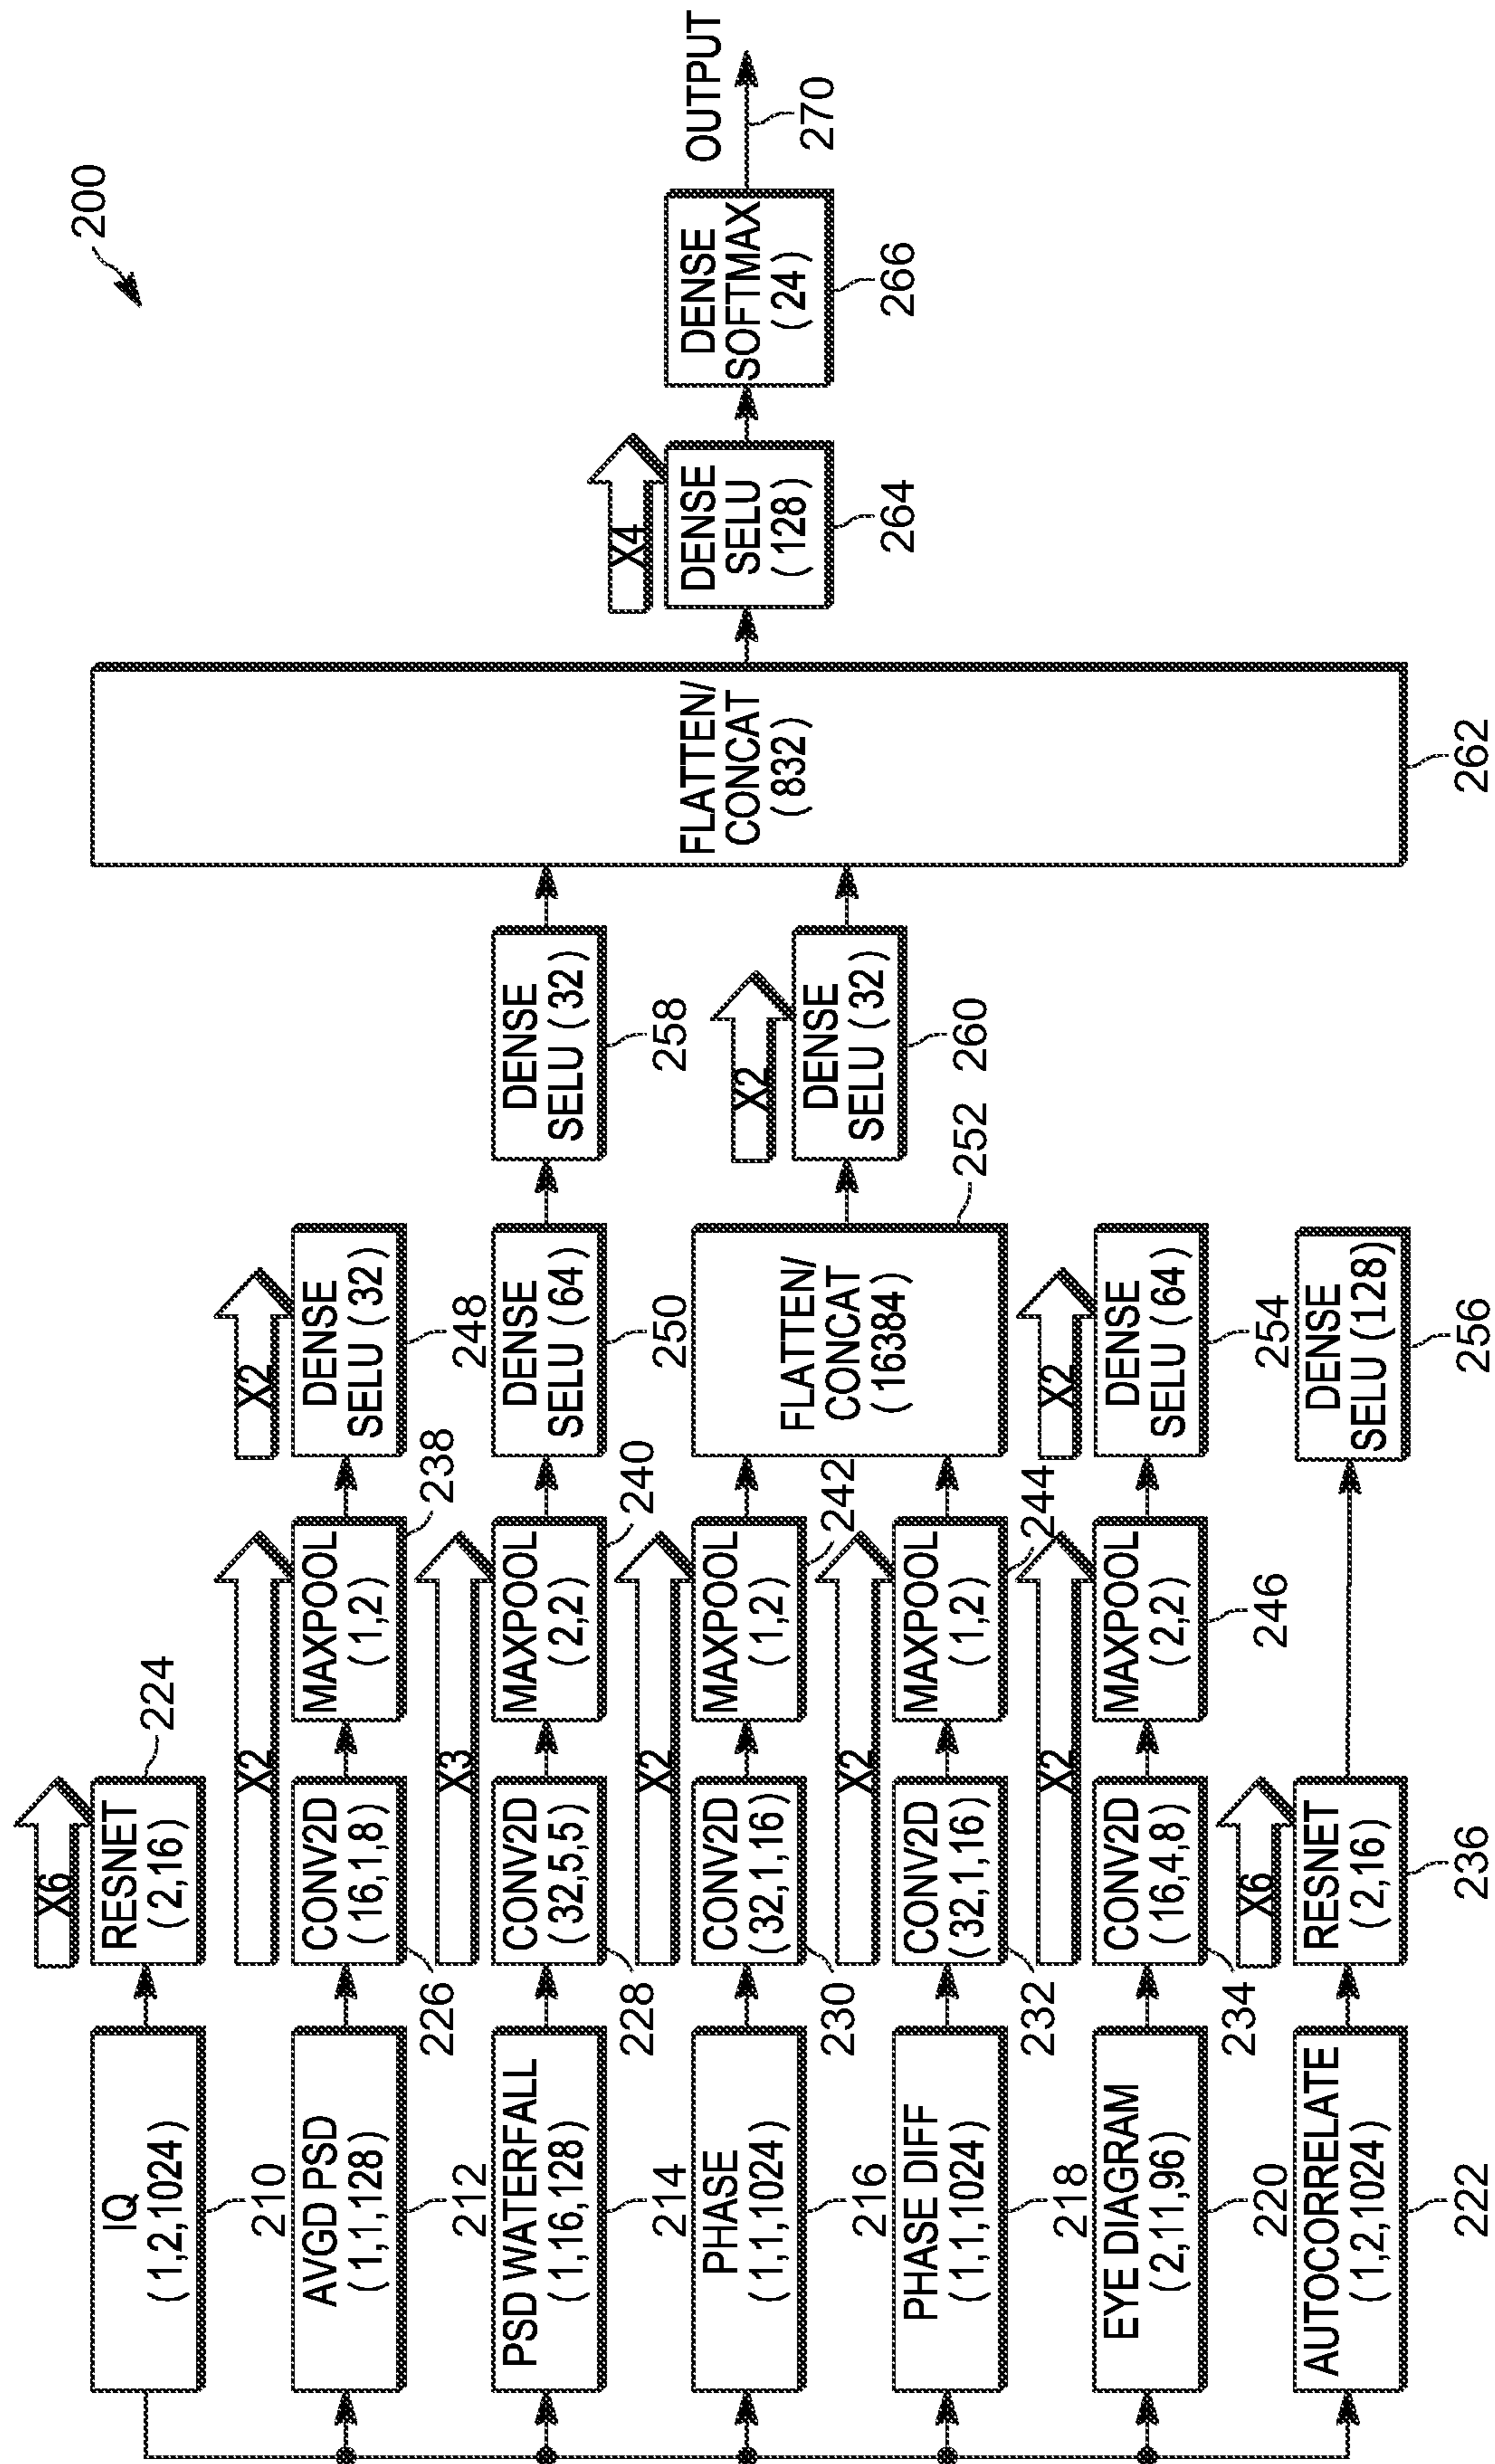 200
IQ
(1,2,1024)
210
AVGD PSD
(1,1,128)
212
PSD WATERFALL
(1,16,128)
214
PHASE
(1,1,1024)
216
PHASE DIFF
(1,1,1024)
218
EYE DIAGRAM
(2,11,96)
220
AUTOCORRELATE
(1,2,1024)
222
X6
RESNET
(2,16)
224
X2
CONV2D
(16,1,8)
226
X3
CONV2D
(32,5,5)
228
X2
CONV2D
(32,1,16)
230
X2
CONV2D
(32,1,16)
232
X2
CONV2D
(16,4,8)
234
X6
RESNET
(2,16)
236
MAXPOOL
(1,2)
238
MAXPOOL
(2,2)
240
MAXPOOL
(1,2)
242
MAXPOOL
(1,2)
244
MAXPOOL
(2,2)
246
X2
DENSE
SELU (32)
248
DENSE
SELU (64)
250
FLATTEN/
CONCAT
(16384)
252
X2
DENSE
SELU (64)
254
DENSE
SELU (128)
256
DENSE
SELU (32)
258
X2
DENSE
SELU (32)
260
FLATTEN/
CONCAT
(832)
262
X4
DENSE
SELU
(128)
264
DENSE
SOFTMAX
(24)
266
OUTPUT
270